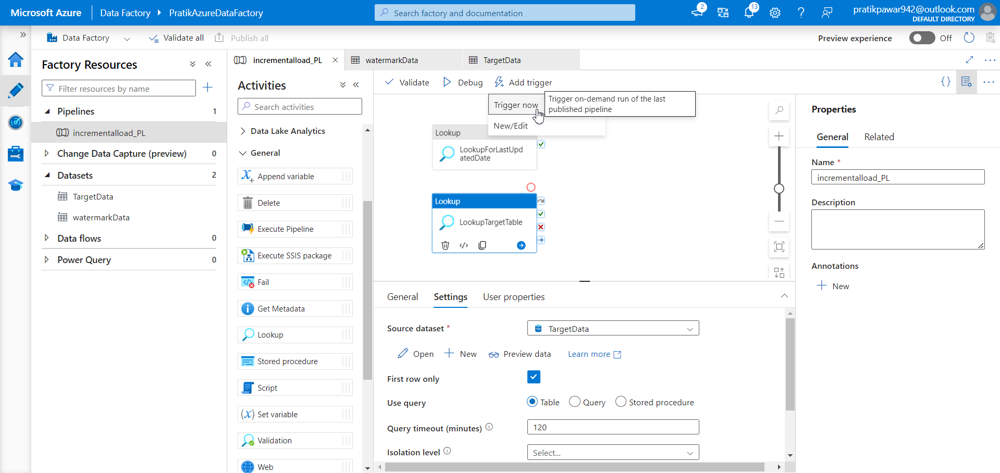 Microsoft Azure
Data Factory
PratikAzureDataFactory
Search factory and documentation
2
13
pratikpawar942@outlook.com
DEFAULT DIRECTORY
Data Factory
Validate all
Publish all
Preview experience
Off
Factory Resources
Filter resources by name
Pipelines 1
incrementalload_PL
Change Data Capture (preview) 0
Datasets 2
TargetData
watermarkData
Data flows 0
Power Query 0
incrementalload_PL
watermarkData
TargetData
Activities
Search activities
Data Lake Analytics
General
Append variable
Delete
Execute Pipeline
Execute SSIS package
Fail
Get Metadata
Lookup
Stored procedure
Script
Set variable
Validation
Web
Validate
Debug
Add trigger
Trigger now
Trigger on-demand run of the last
published pipeline
New/Edit
Lookup
LookupForLastUpd
atedDate
Lookup
LookupTargetTable
General
Settings
User properties
Source dataset *
TargetData
Open
New
Preview data
Learn more
First row only
Use query
Table
Query
Stored procedure
Query timeout (minutes)
120
Isolation level
Select...
Properties
General
Related
Name *
incrementalload_PL
Description
Annotations
New